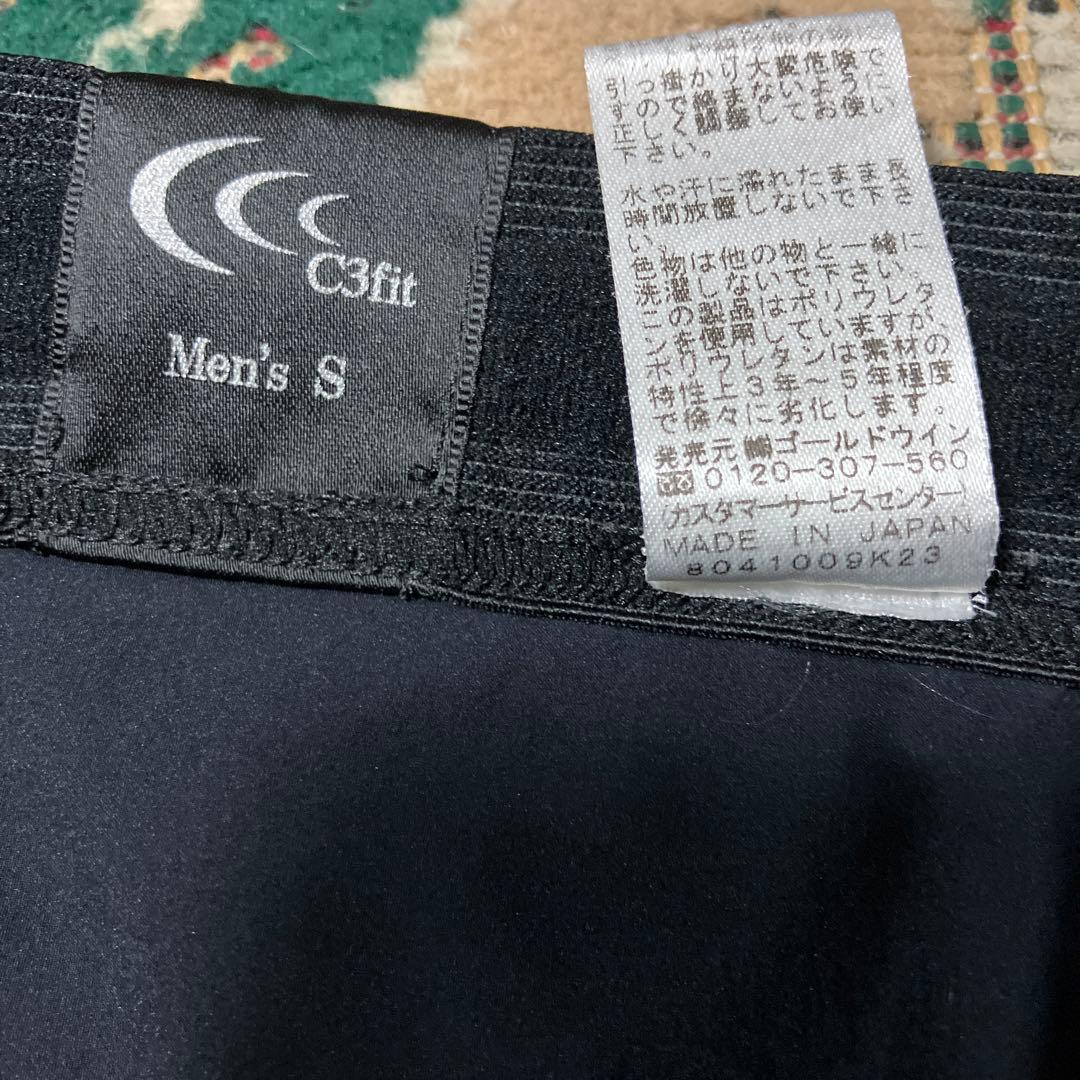 C3fit
Men's S
引っ掛かり大変危険で
すので絡まないように
正しく調整してお使い
下さい。
水や汗に濡れたまま長
時間放置しないで下さ
い。
色物は他の物と一緒に
洗濯しないで下さい。
この製品はポリウレタ
ンを使用していますが、
ポリウレタンは素材の
特性上3年～5年程度
で徐々に劣化します。
発売元 ㈱ゴールドウイン
0120-307-560
(カスタマーサービスセンター)
MADE IN JAPAN
8041009K23